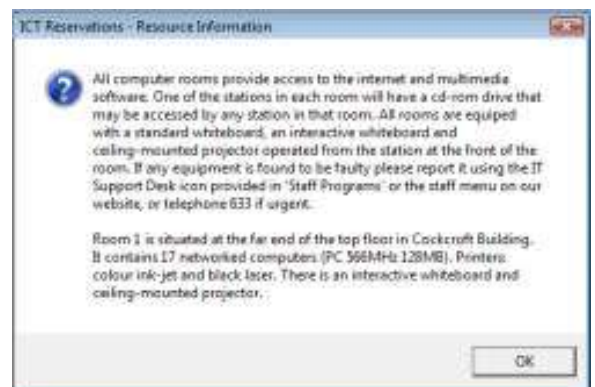 ICT Reservations - Resource Information
All computer rooms provide access to the internet and multimedia
software. One of the stations in each room will have a cd-rom drive that
may be accessed by any station in that room. All rooms are equiped
with a standard whiteboard, an interactive whiteboard and
ceiling-mounted projector operated from the station at the front of the
room. If any equipment is found to be faulty please report it using the IT
Support Desk icon provided in 'Staff Programs' or the staff menu on our
website, or telephone 633 if urgent.
Room 1 is situated at the far end of the top floor in Cockcroft Building.
It contains 17 networked computers (PC 566MHz 128MB). Printers:
colour ink-jet and black laser. There is an interactive whiteboard and
ceiling-mounted projector.
OK